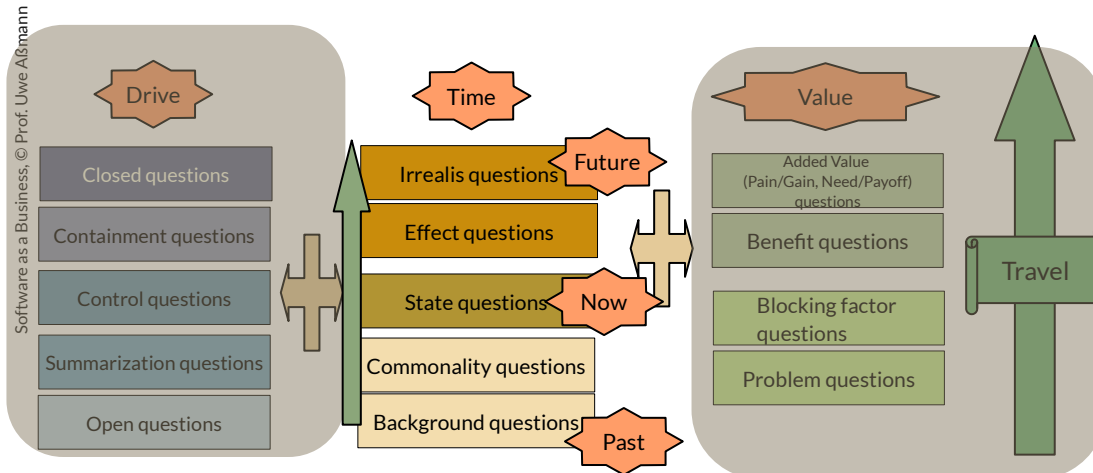 Software as a Business, © Prof. Uwe Aßmann
Drive
Closed questions
Containment questions
Control questions
Summarization questions
Open questions
Time
Future
Irrealis questions
Effect questions
State questions
Now
Commonality questions
Background questions
Past
Value
Added Value
(Pain/Gain, Need/Payoff)
questions
Benefit questions
Blocking factor
questions
Problem questions
Travel